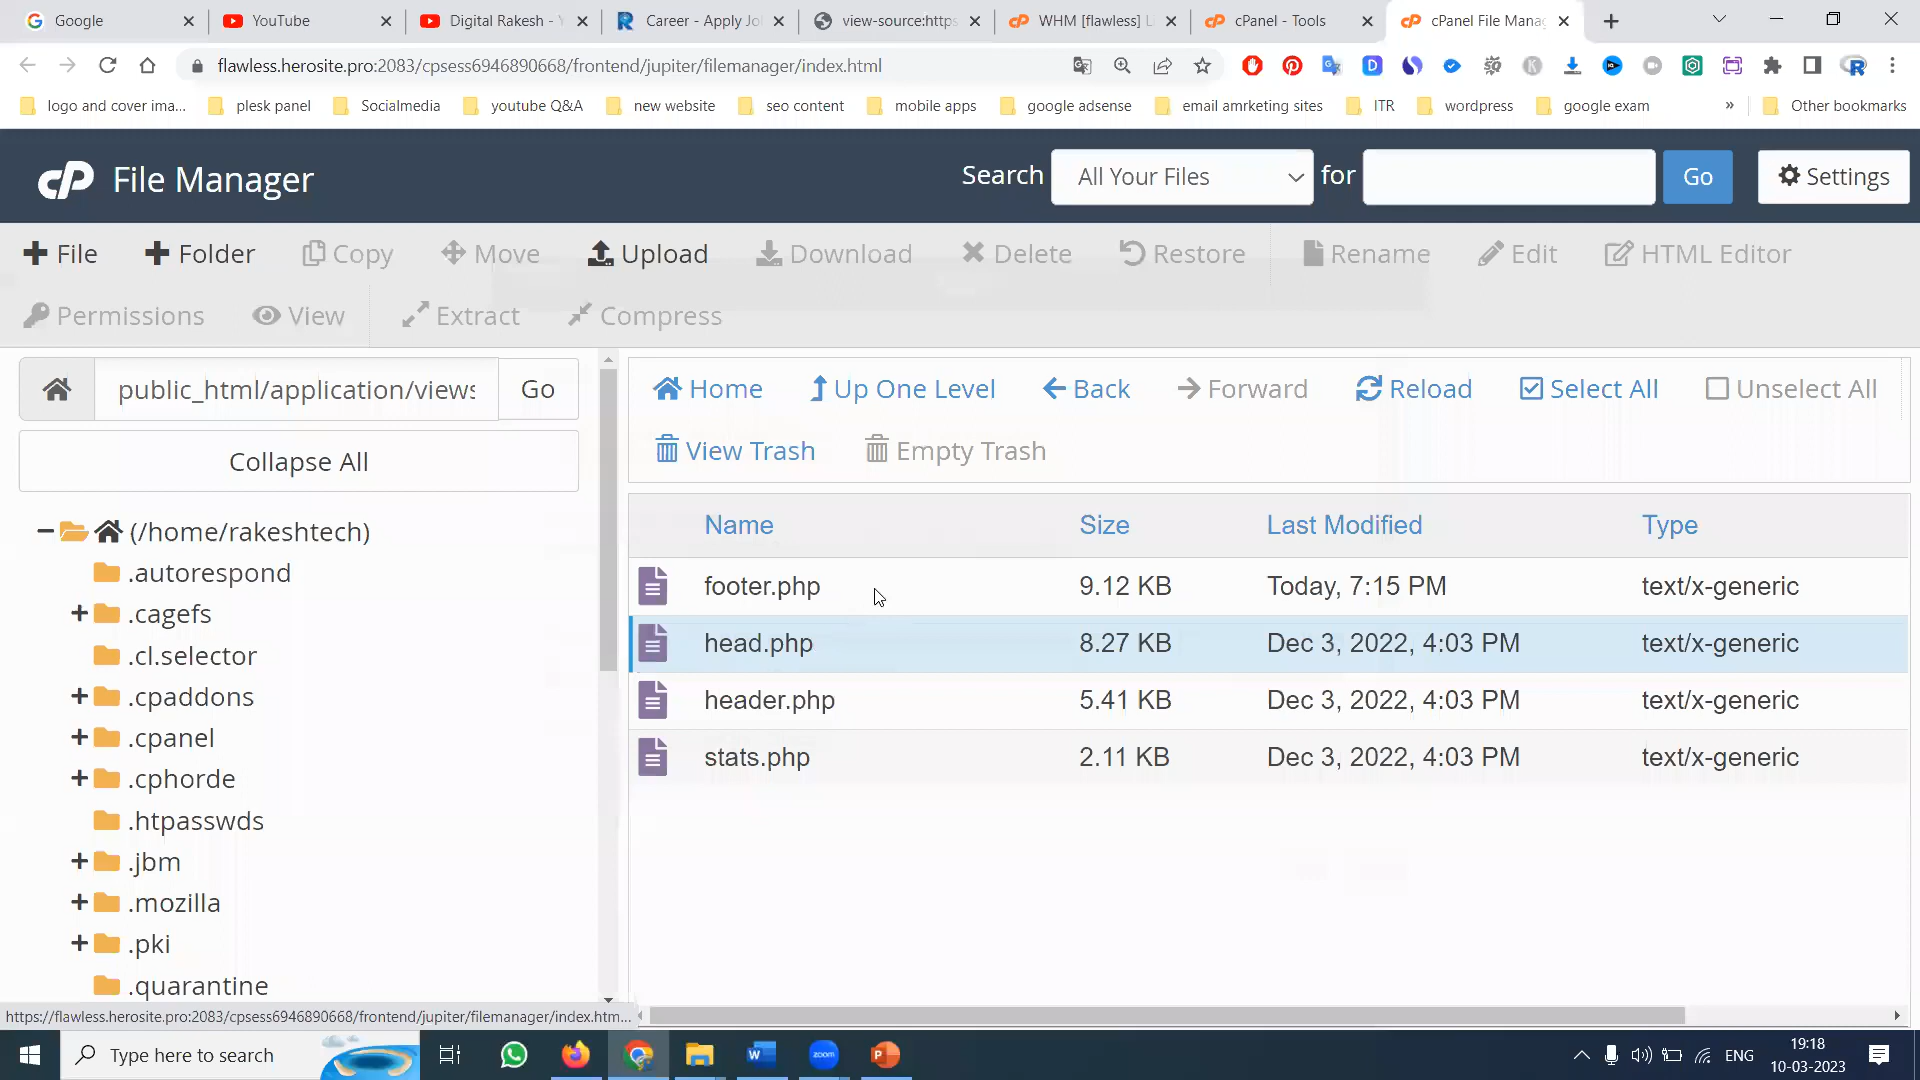 Google
YouTube
Digital Rakesh -
Career - Apply Jo
view-source:https
WHM [flawless] L
cPanel - Tools
cPanel File Mana
flawless.herosite.pro:2083/cpsess6946890668/frontend/jupiter/filemanager/index.html
logo and cover ima...
plesk panel
Socialmedia
youtube Q&A
new website
seo content
mobile apps
google adsense
email amrketing sites
ITR
wordpress
google exam
»
Other bookmarks
cP File Manager
Search All Your Files for Go Settings
File Folder Copy Move Upload Download Delete Restore Rename Edit HTML Editor
Permissions View Extract Compress
public_html/application/views Go
Collapse All
(/home/rakeshtech)
.autorespond
.cagefs
.cl.selector
.cpaddons
.cpanel
.cphorde
.htpasswds
.jbm
.mozilla
.pki
.quarantine
Home Up One Level Back Forward Reload Select All Unselect All
View Trash Empty Trash
Name Size Last Modified Type
footer.php 9.12 KB Today, 7:15 PM text/x-generic
head.php 8.27 KB Dec 3, 2022, 4:03 PM text/x-generic
header.php 5.41 KB Dec 3, 2022, 4:03 PM text/x-generic
stats.php 2.11 KB Dec 3, 2022, 4:03 PM text/x-generic
https://flawless.herosite.pro:2083/cpsess6946890668/frontend/jupiter/filemanager/index.htm...
Type here to search
zoom
ENG
19:18
10-03-2023